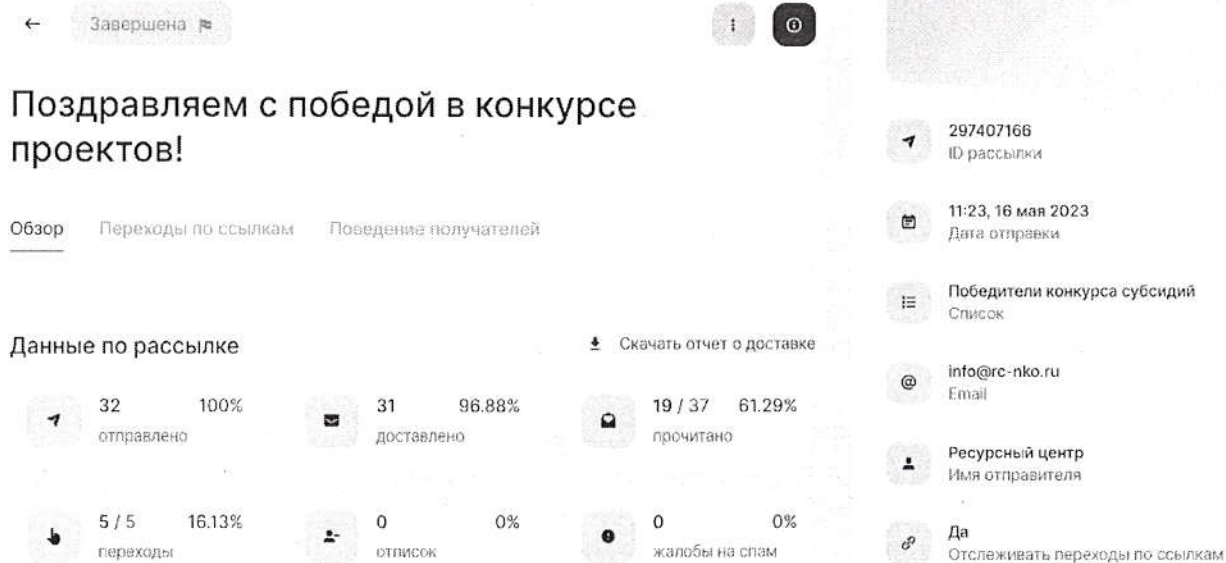 Завершена
Поздравляем с победой в конкурсе
проектов!
Обзор Переходы по ссылкам Поведение получателей
Данные по рассылке Скачать отчет о доставке
32 100% 31 96.88% 19 / 37 61.29%
отправлено доставлено прочитано
5 / 5 16.13% 0 0% 0 0%
переходы отписок жалобы на спам
297407166
ID рассылки
11:23, 16 мая 2023
Дата отправки
Победители конкурса субсидий
Список
@ info@rc-nko.ru
Email
Ресурсный центр
Имя отправителя
Да
Отслеживать переходы по ссылкам